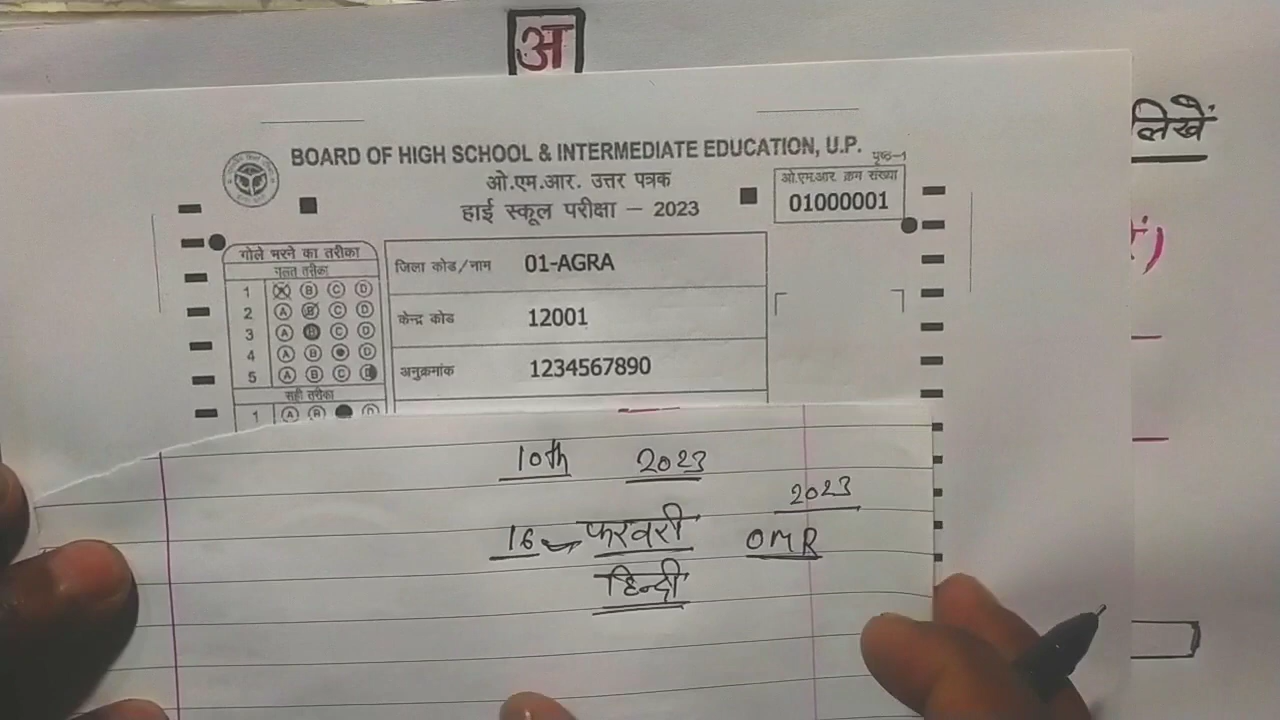 अ
लिखें
BOARD OF HIGH SCHOOL & INTERMEDIATE EDUCATION, U.P.
पृष्ठ-1
ओ.एम.आर. उत्तर पत्रक
हाई स्कूल परीक्षा – 2023
ओ.एम.आर क्रम संख्या
01000001
गोले भरने का तरीका
गलत तरीका
1 A B C D
2 A B C D
3 A B C D
4 A B C D
5 A B C D
सही तरीका
1 A B D
जिला कोड/नाम 01-AGRA
केन्द्र कोड 12001
अनुक्रमांक 1234567890
10th 2023
2023
16 फरवरी OMR
हिन्दी